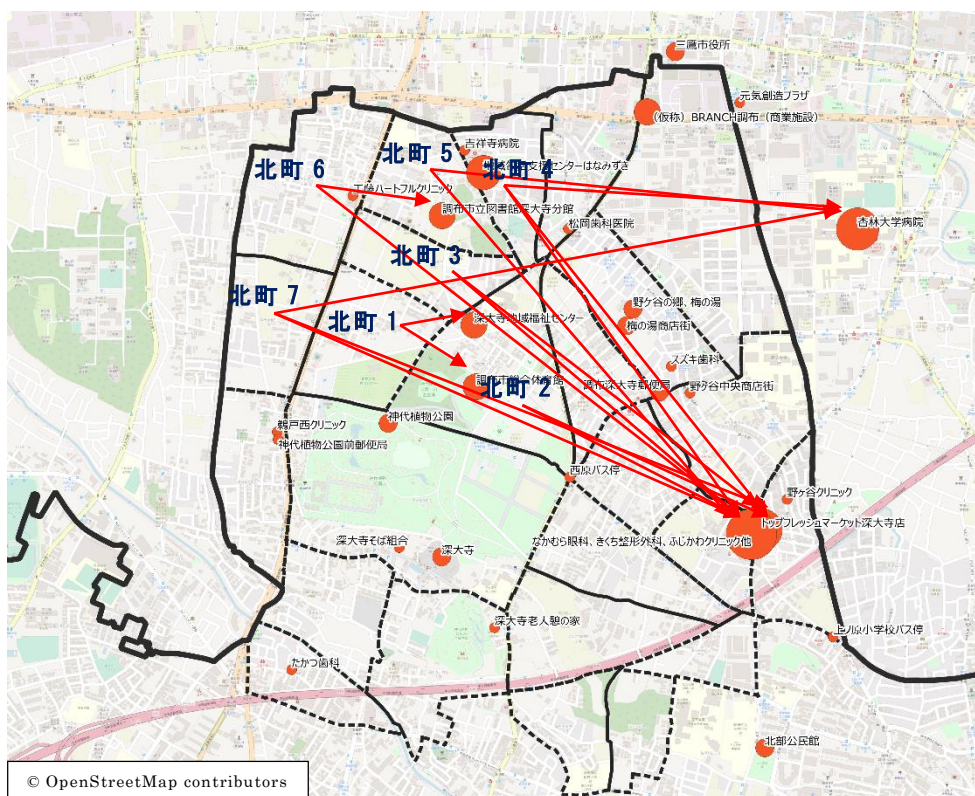 三鷹市役所
元気創造プラザ
(仮称)BRANCH調布(商業施設)
吉祥寺病院
北町5
北町4
支援センターはなみずき
北町6
工藤ハートフルクリニック
調布市立図書館深大寺分館
松岡歯科医院
杏林大学病院
北町3
北町7
野ケ谷の郷、梅の湯
深大寺地域福祉センター
北町1
梅の湯商店街
スズキ歯科
調布市総合体育館
北町2
調布深大寺郵便局
野ケ谷中央商店街
神代植物公園
鶴戸西クリニック
神代植物公園前郵便局
西原バス停
野ケ谷クリニック
トップフレッシュマーケット深大寺店
深大寺そば組合
深大寺
なかむら眼科、きくち整形外科、ふじかわクリニック他
深大寺老人憩の家
上ノ原小学校バス停
たかつ歯科
北部公民館
© OpenStreetMap contributors